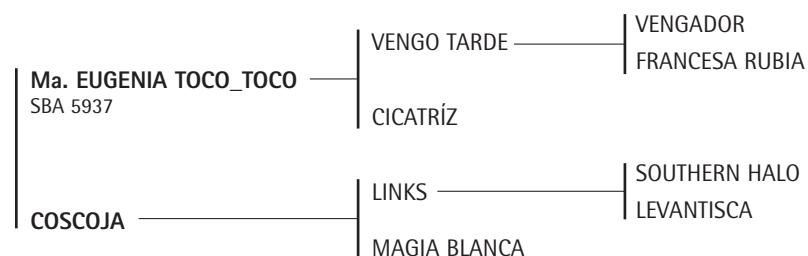 VENGADOR
VENGO TARDE
FRANCESA RUBIA
Ma. EUGENIA TOCO_TOCO
SBA 5937
CICATRÍZ
SOUTHERN HALO
LINKS
LEVANTISCA
COSCOJA
MAGIA BLANCA